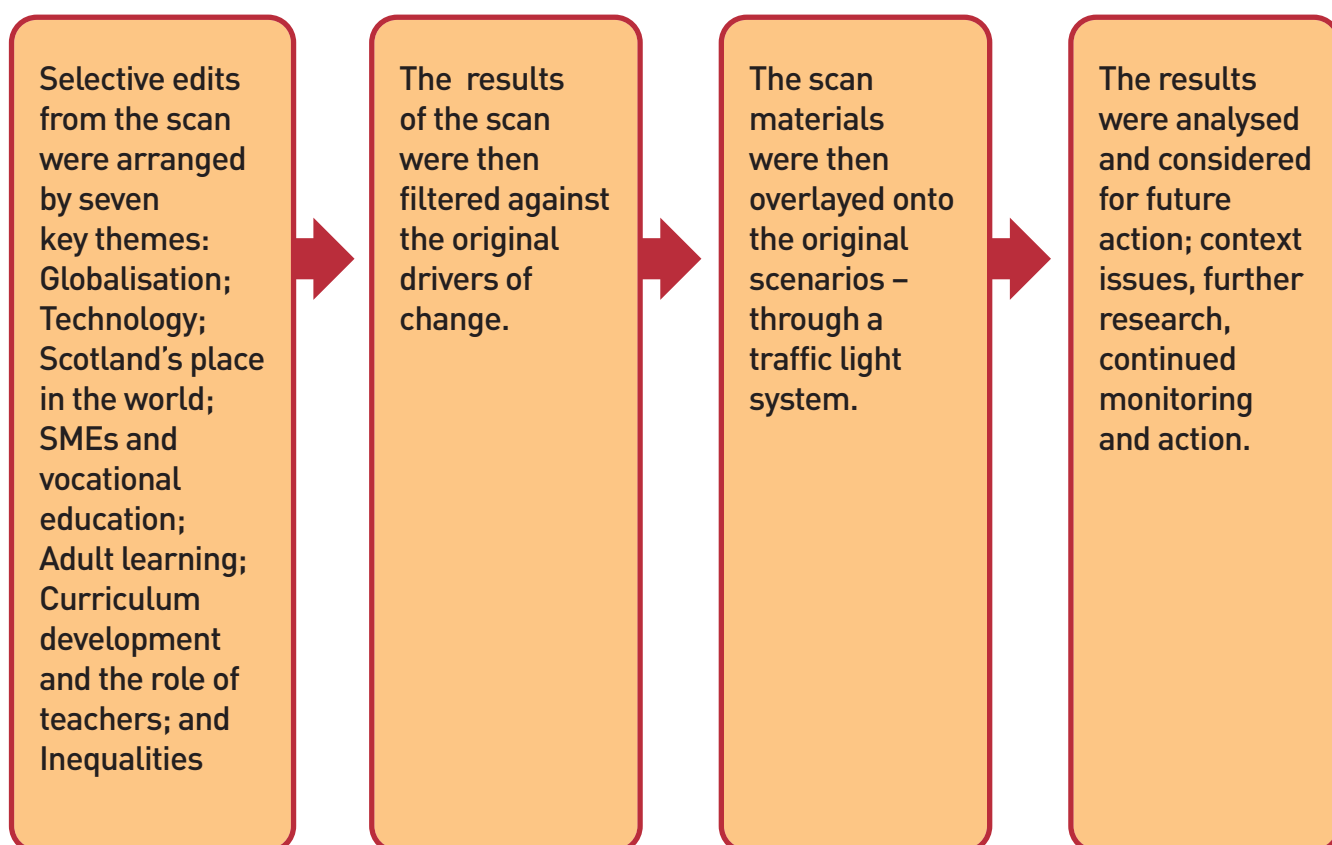 Selective edits
from the scan
were arranged
by seven
key themes:
Globalisation;
Technology;
Scotland's place
in the world;
SMEs and
vocational
education;
Adult learning;
Curriculum
development
and the role of
teachers; and
Inequalities
The results
of the scan
were then
filtered against
the original
drivers of
change.
The scan
materials
were then
overlayed onto
the original
scenarios –
through a
traffic light
system.
The results
were analysed
and considered
for future
action; context
issues, further
research,
continued
monitoring
and action.